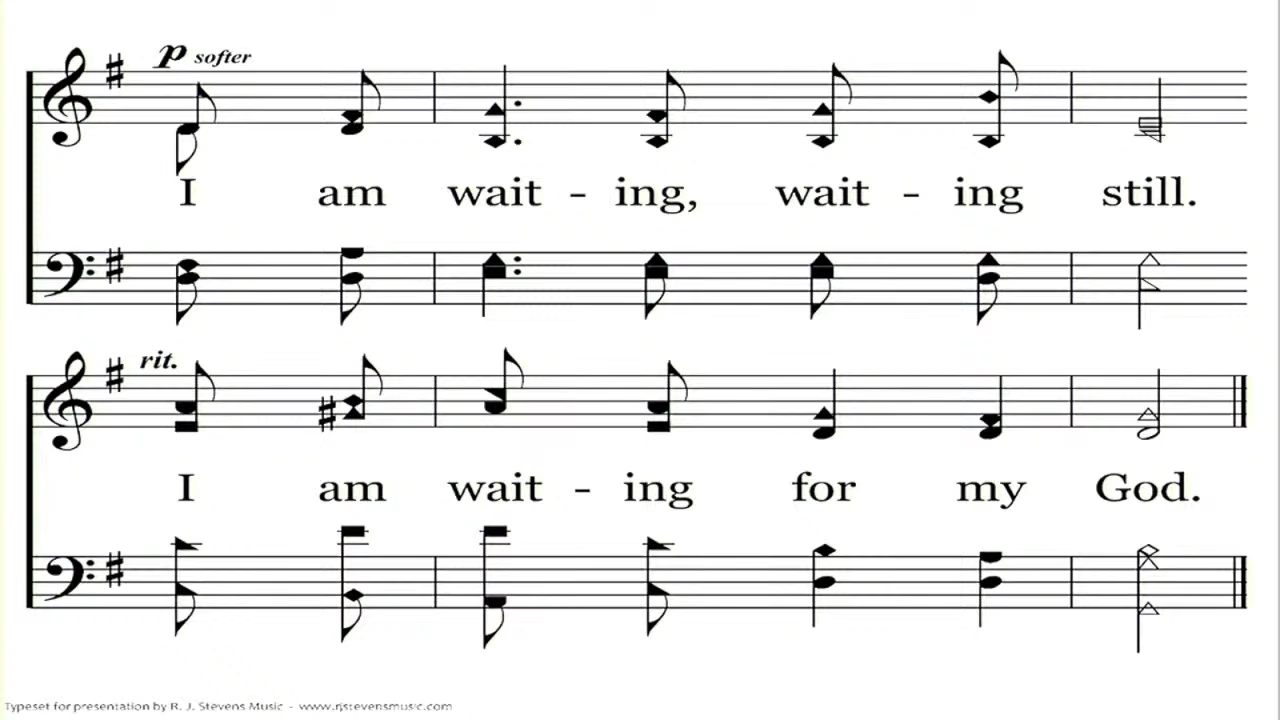 p softer
I am wait - ing, wait - ing still.
rit.
I am wait - ing for my God.
Typeset for presentation by R. J. Stevens Music - www.rjstevensmusic.com